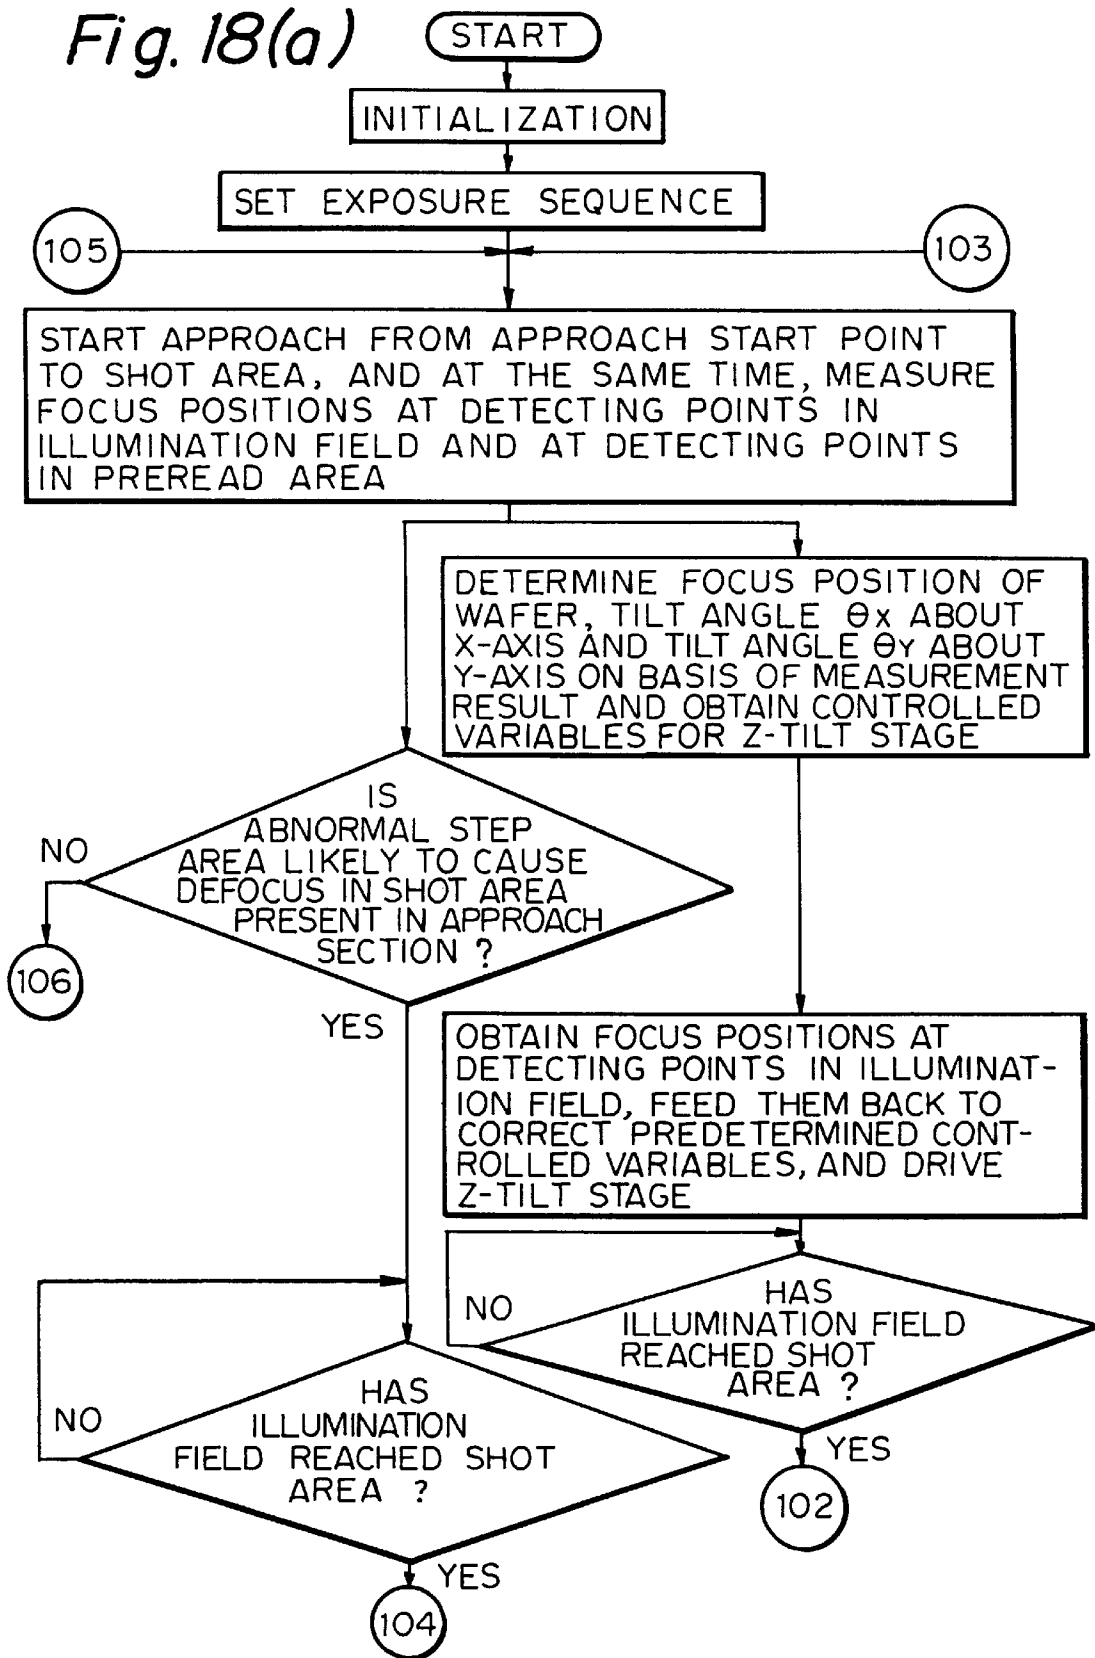 Fig. 18(a)
START
INITIALIZATION
SET EXPOSURE SEQUENCE
105
103
START APPROACH FROM APPROACH START POINT
TO SHOT AREA, AND AT THE SAME TIME, MEASURE
FOCUS POSITIONS AT DETECTING POINTS IN
ILLUMINATION FIELD AND AT DETECTING POINTS
IN PREREAD AREA
DETERMINE FOCUS POSITION OF
WAFER, TILT ANGLE θX ABOUT
X-AXIS AND TILT ANGLE θY ABOUT
Y-AXIS ON BASIS OF MEASUREMENT
RESULT AND OBTAIN CONTROLLED
VARIABLES FOR Z-TILT STAGE
IS
ABNORMAL STEP
AREA LIKELY TO CAUSE
DEFOCUS IN SHOT AREA
PRESENT IN APPROACH
SECTION ?
NO
106
YES
OBTAIN FOCUS POSITIONS AT
DETECTING POINTS IN ILLUMINAT-
ION FIELD, FEED THEM BACK TO
CORRECT PREDETERMINED CONT-
ROLLED VARIABLES, AND DRIVE
Z-TILT STAGE
HAS
ILLUMINATION FIELD
REACHED SHOT
AREA ?
NO
YES
102
HAS
ILLUMINATION
FIELD REACHED SHOT
AREA ?
NO
YES
104